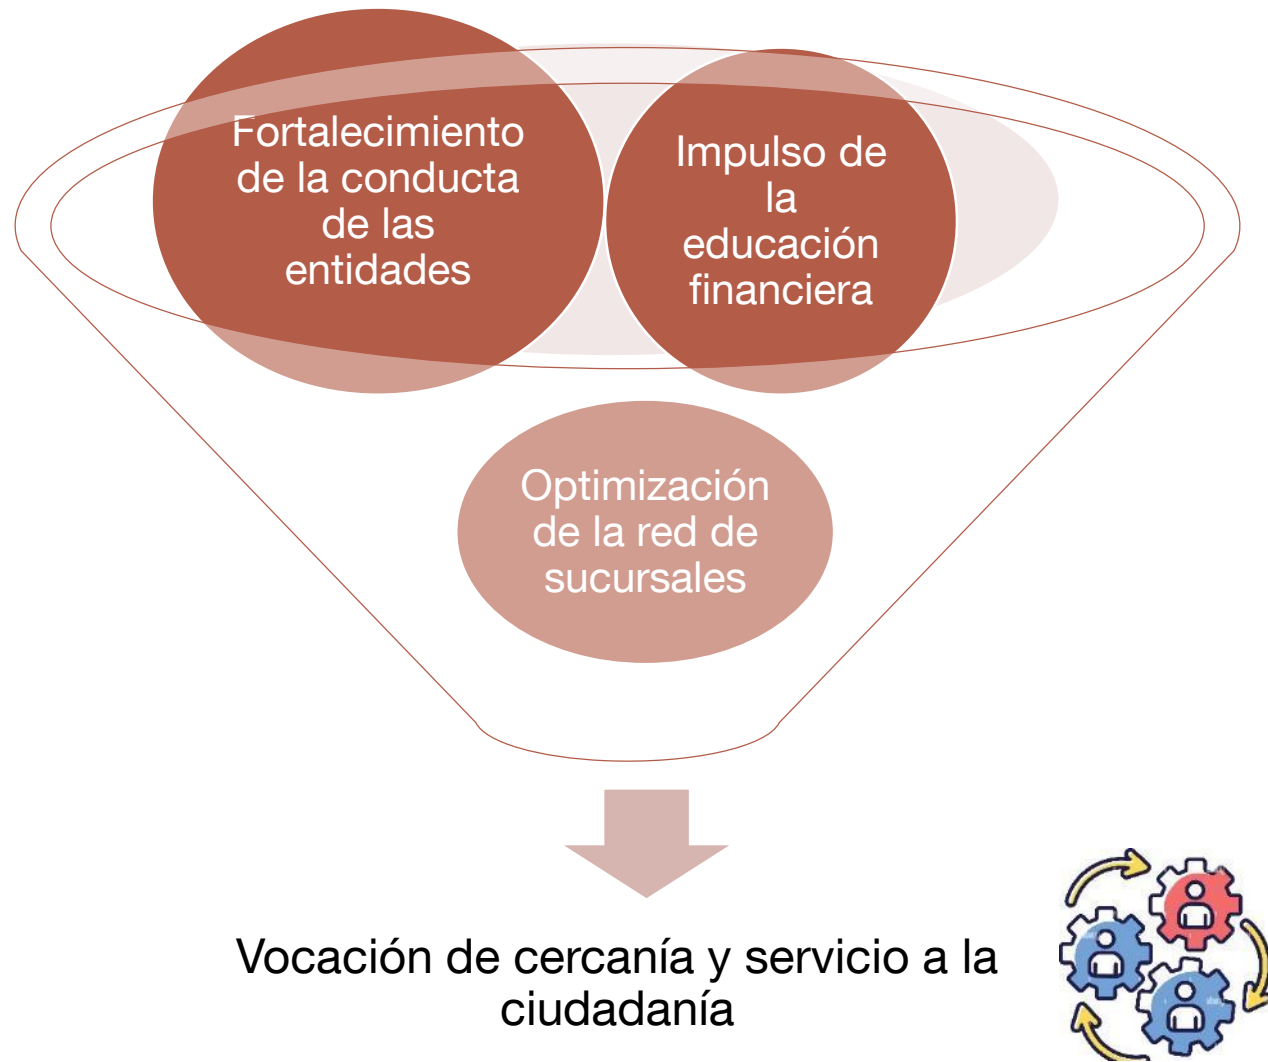 Fortalecimiento
de la conducta
de las
entidades
Impulso de
la
educación
financiera
Optimización
de la red de
sucursales
Vocación de cercanía y servicio a la
ciudadanía